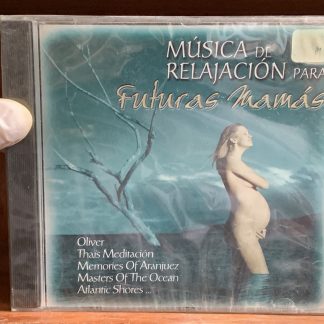 MÚSICA DE
RELAJACIÓN PARA
Futuras Mamás
Oliver
Thaïs Meditación
Memories Of Aranjuez
Masters Of The Ocean
Atlantic Shores ...